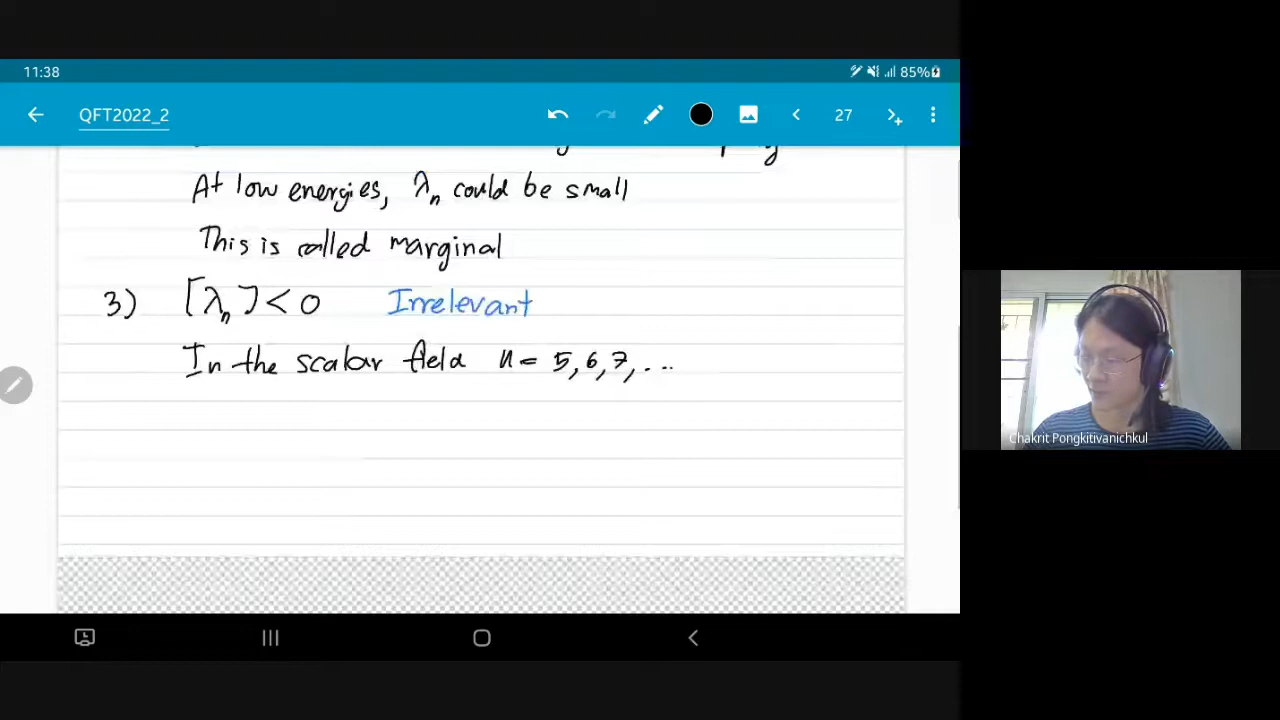 11:38 85%
QFT2022_2 27
At low energies, λₙ could be small
This is called marginal
3) [λₙ] < 0 Irrelevant
In the scalar field n = 5, 6, 7, . ..
Chakrit Pongkitivanichkul